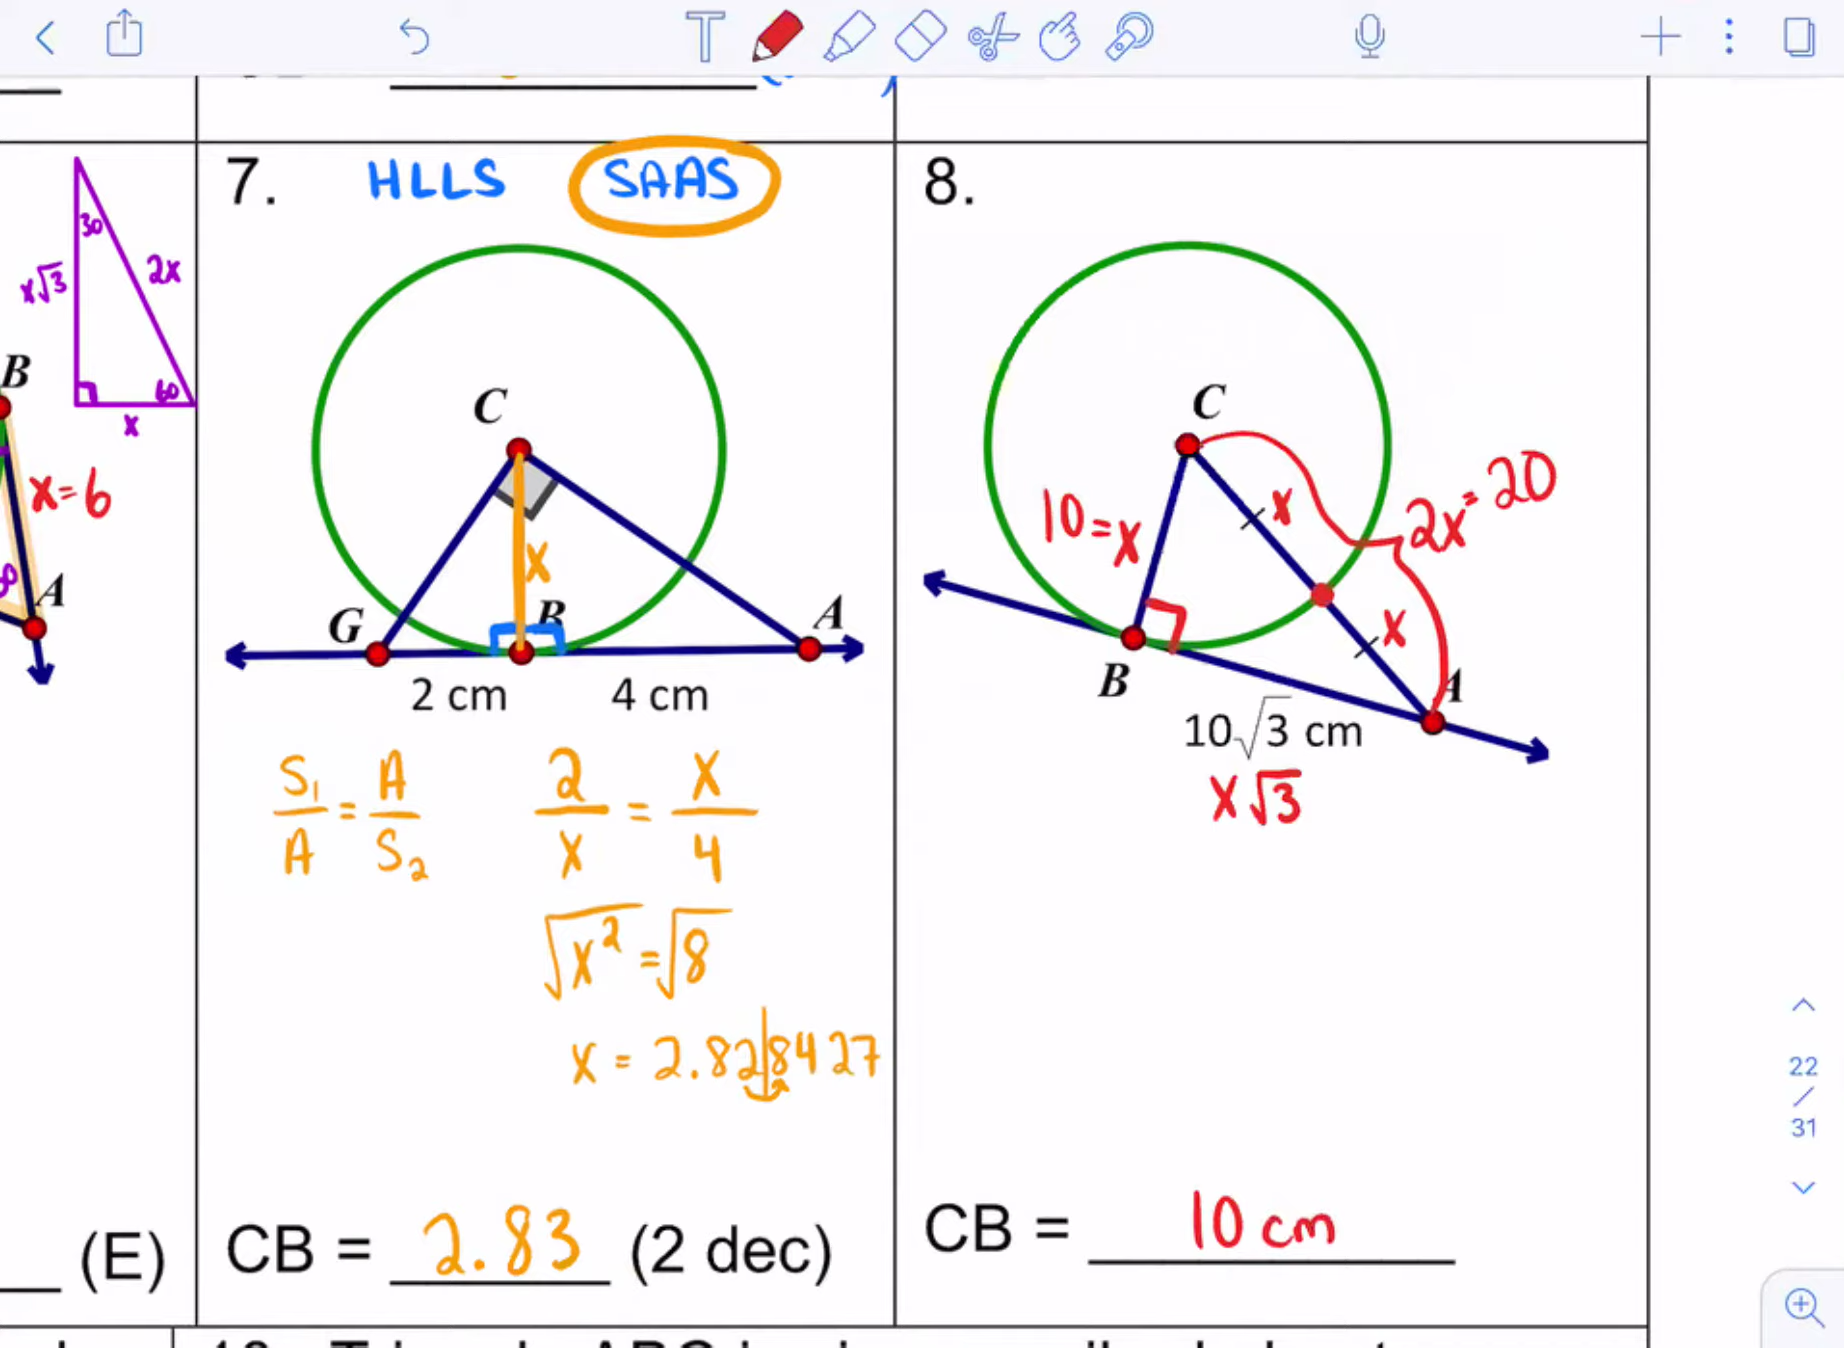 30
x√3
2x
60
x
B
x=6
A
(E)
7.
HLLS
SAAS
C
x
G
B
A
2 cm
4 cm
S₁/A = A/S₂
2/x = x/4
√x² = √8
x = 2.828427
CB = 2.83 (2 dec)
8.
C
10 = x
x
2x = 20
x
B
A
10√3 cm
x√3
CB = 10 cm
22
/
31